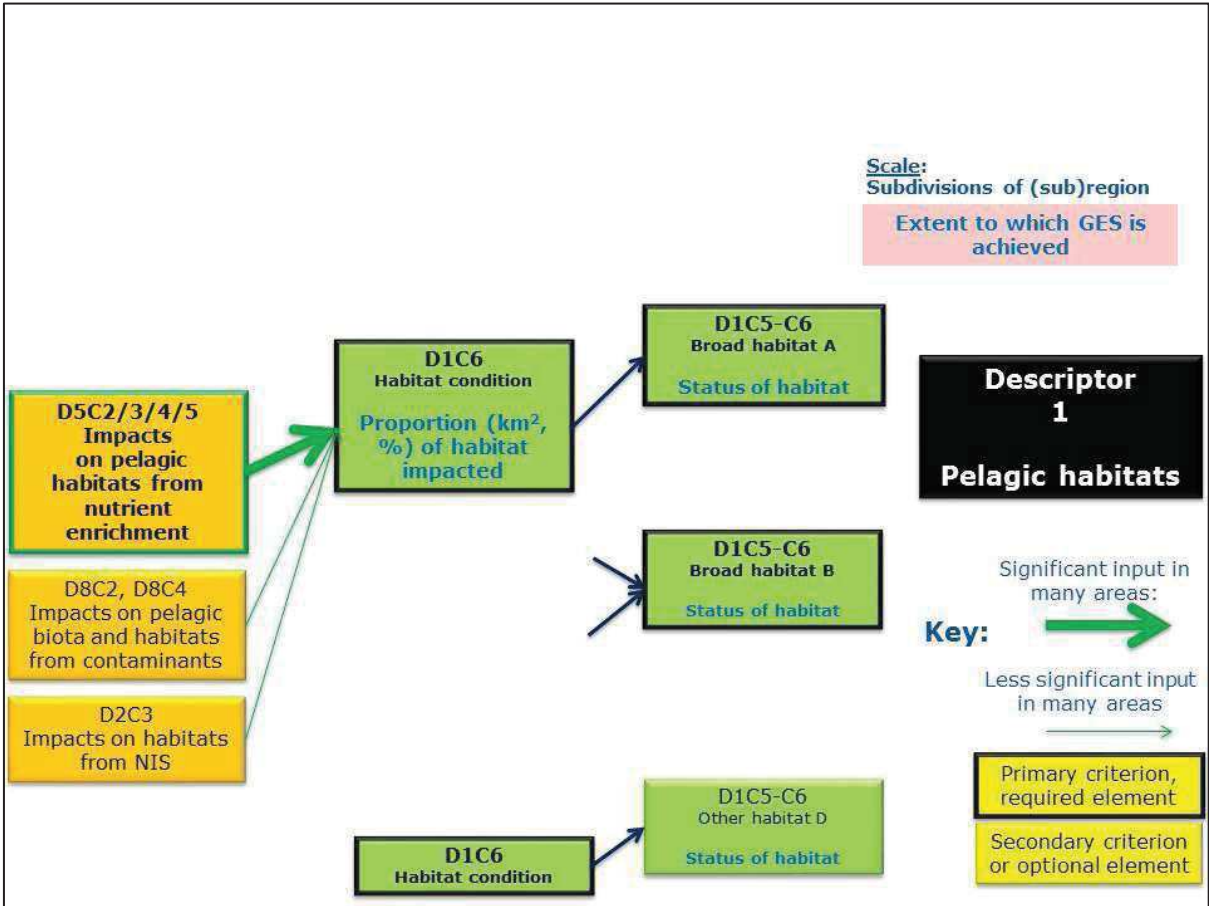 Scale:
Subdivisions of (sub)region
Extent to which GES is
achieved
D5C2/3/4/5
Impacts
on pelagic
habitats from
nutrient
enrichment
D8C2, D8C4
Impacts on pelagic
biota and habitats
from contaminants
D2C3
Impacts on habitats
from NIS
D1C6
Habitat condition
Proportion (km², 
%) of habitat
impacted
D1C6
Habitat condition
D1C5-C6
Broad habitat A
Status of habitat
D1C5-C6
Broad habitat B
Status of habitat
D1C5-C6
Other habitat D
Status of habitat
Descriptor
1
Pelagic habitats
Key:
Significant input in
many areas:
Less significant input
in many areas
Primary criterion,
required element
Secondary criterion
or optional element